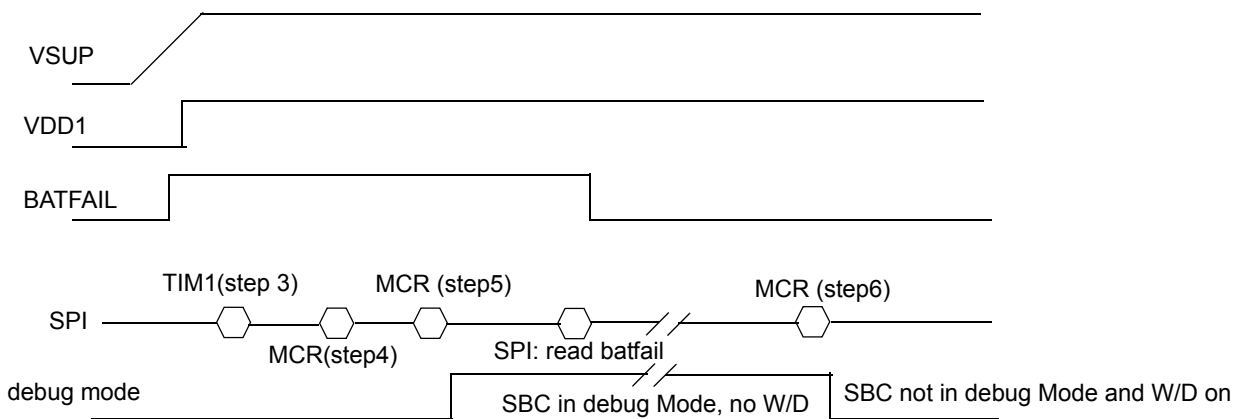 VSUP
VDD1
BATFAIL
TIM1(step 3)
MCR (step5)
MCR (step6)
SPI
MCR(step4)
SPI: read batfail
debug mode
SBC in debug Mode, no W/D
SBC not in debug Mode and W/D on